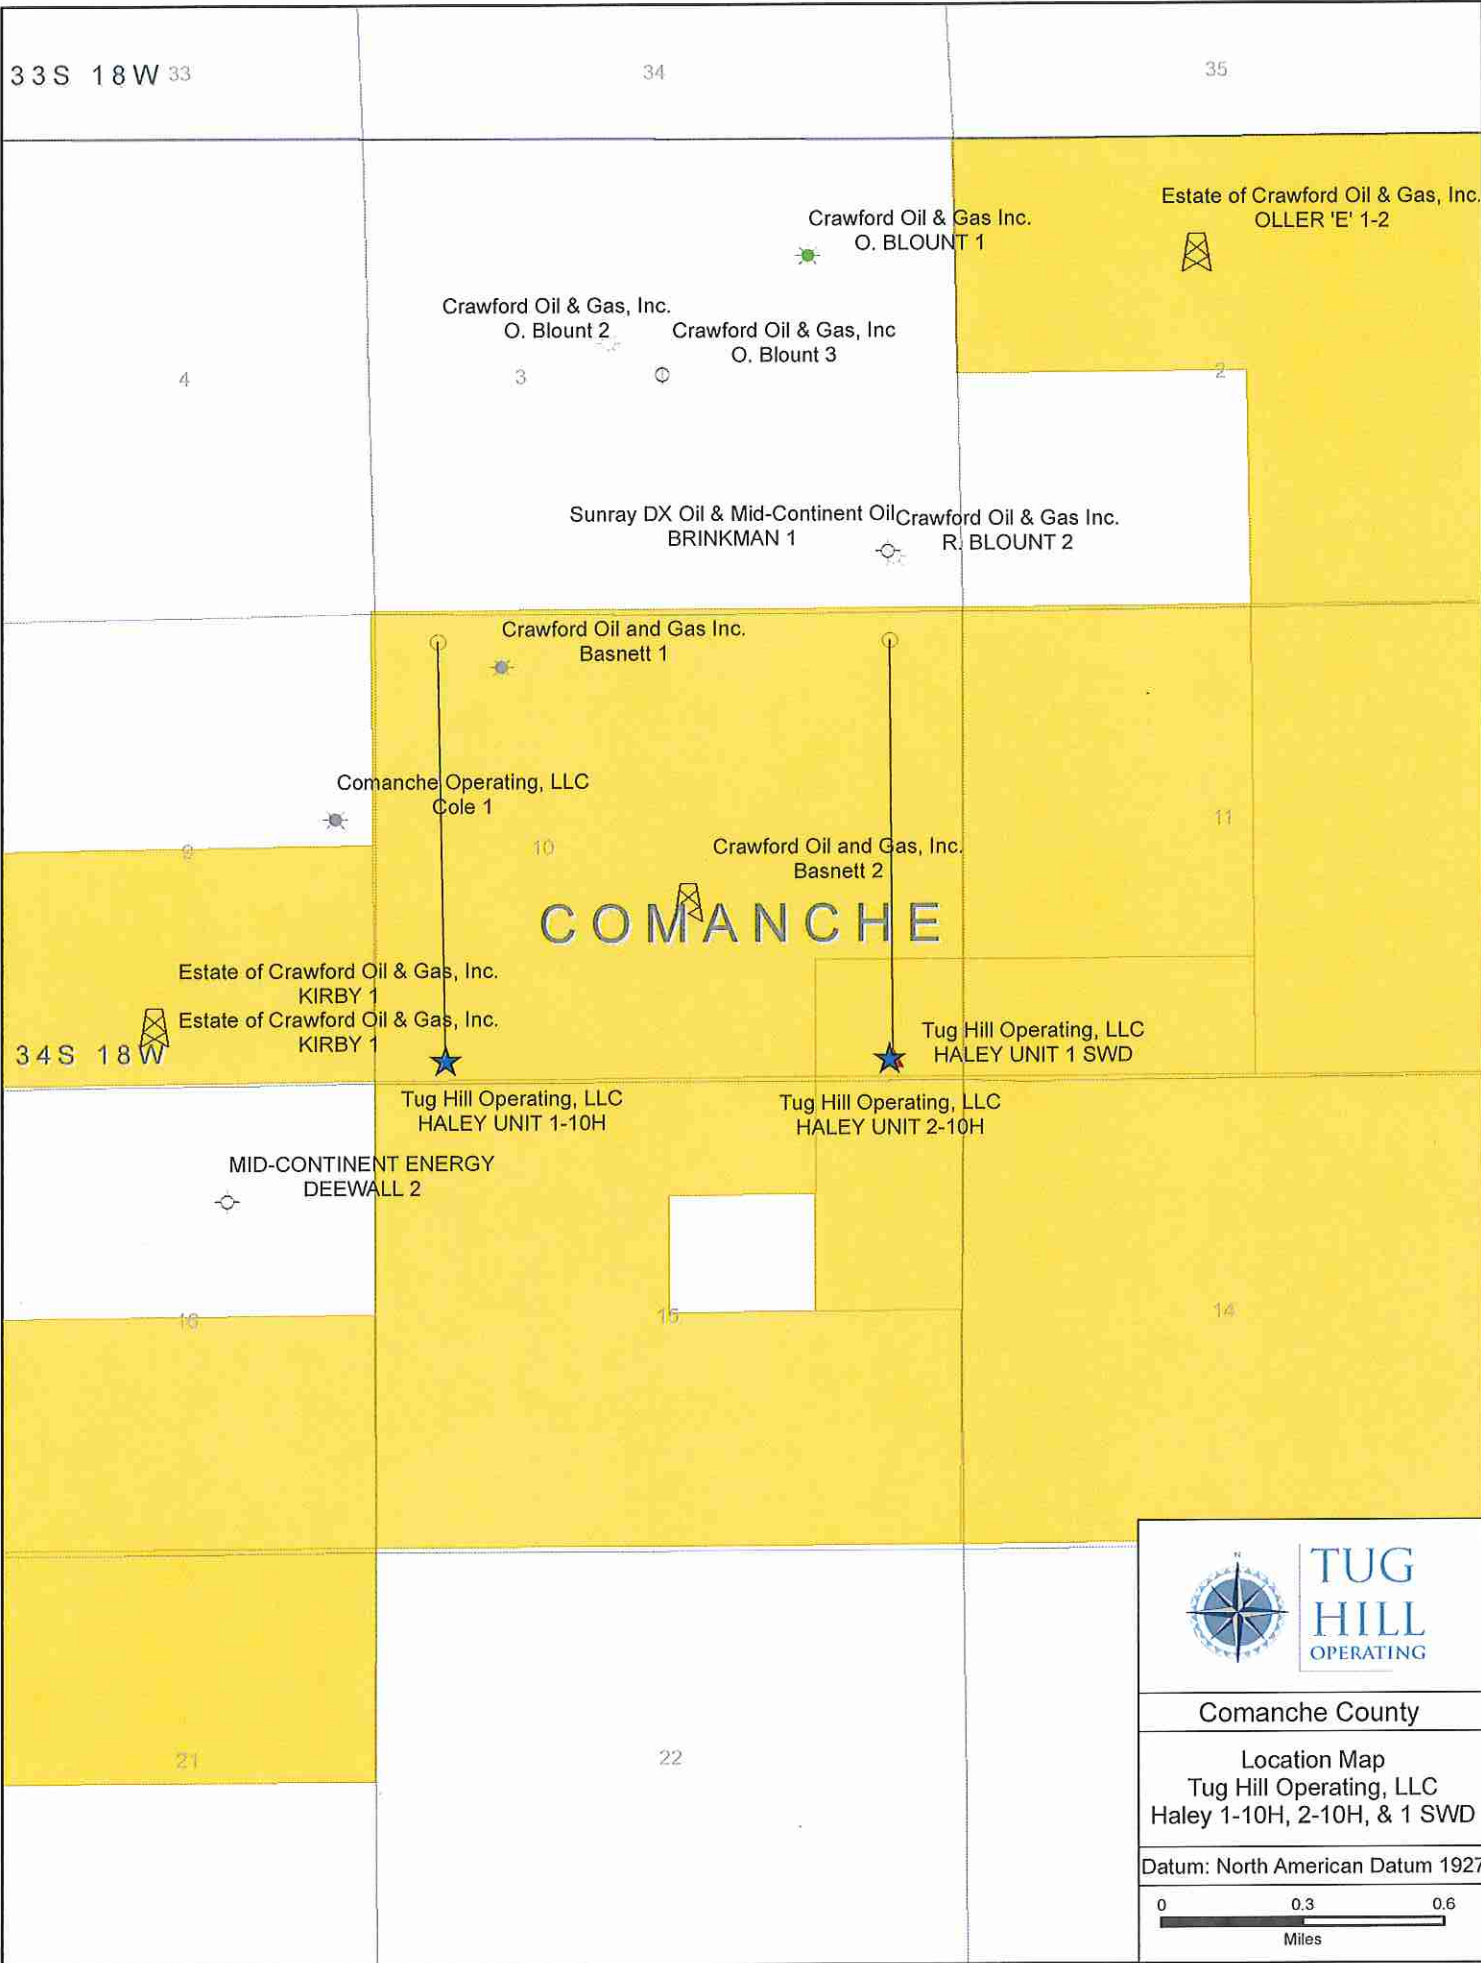 33S 18W 33
34
35
Estate of Crawford Oil & Gas, Inc.
OLLER 'E' 1-2
Crawford Oil & Gas Inc.
O. BLOUNT 1
Crawford Oil & Gas, Inc.
O. Blount 2
Crawford Oil & Gas, Inc
O. Blount 3
4
3
2
Sunray DX Oil & Mid-Continent Oil
BRINKMAN 1
Crawford Oil & Gas Inc.
R. BLOUNT 2
Crawford Oil and Gas Inc.
Basnett 1
Comanche Operating, LLC
Cole 1
9
10
11
Crawford Oil and Gas, Inc.
Basnett 2
COMANCHE
Estate of Crawford Oil & Gas, Inc.
KIRBY 1
Estate of Crawford Oil & Gas, Inc.
KIRBY 1
34S 18W
Tug Hill Operating, LLC
HALEY UNIT 1 SWD
Tug Hill Operating, LLC
HALEY UNIT 1-10H
Tug Hill Operating, LLC
HALEY UNIT 2-10H
MID-CONTINENT ENERGY
DEEWALL 2
16
15
14
21
22
N
TUG
HILL
OPERATING
Comanche County
Location Map
Tug Hill Operating, LLC
Haley 1-10H, 2-10H, & 1 SWD
Datum: North American Datum 1927
0 0.3 0.6
Miles